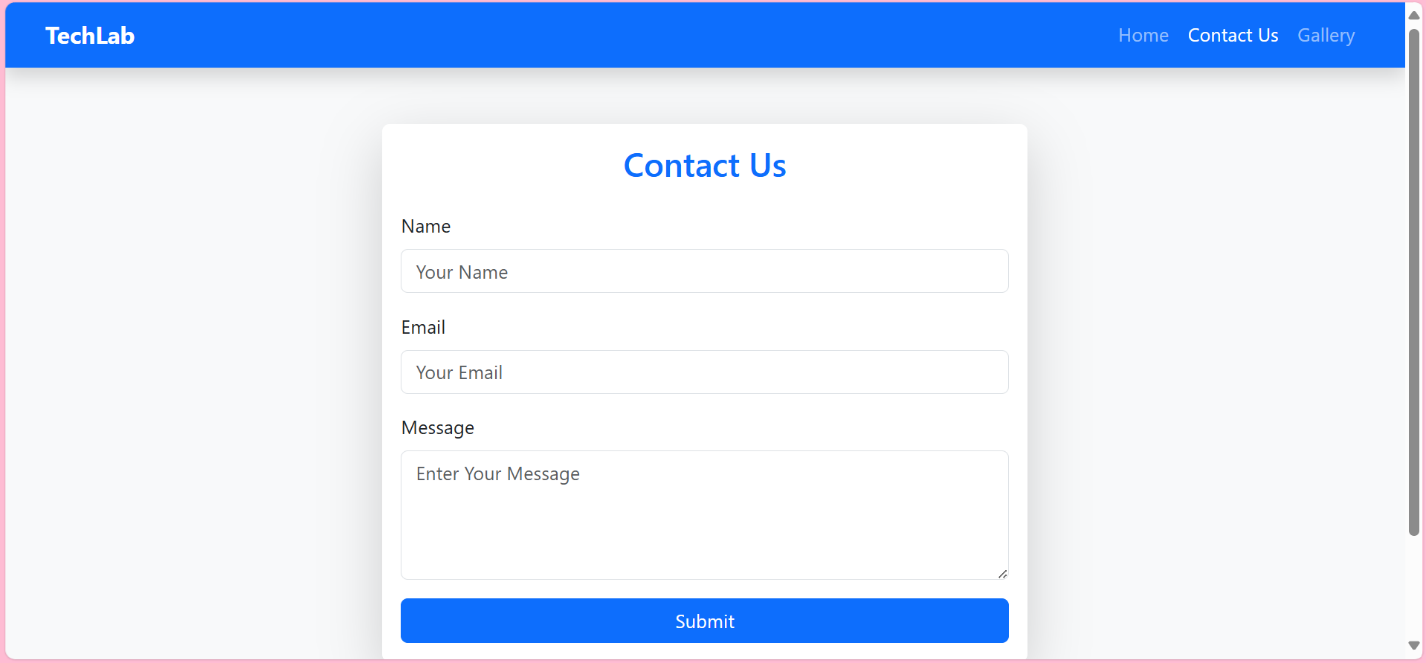 TechLab
Home Contact Us Gallery
Contact Us
Name
Your Name
Email
Your Email
Message
Enter Your Message
Submit